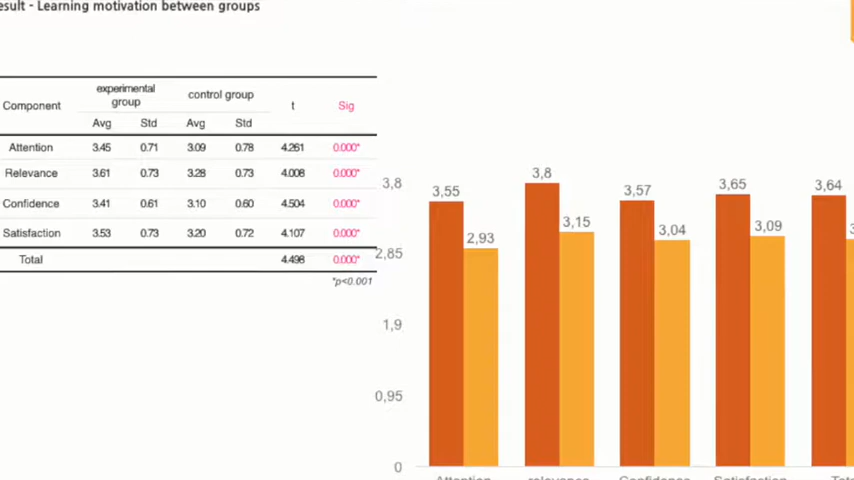 esult - Learning motivation between groups
Component experimental group control group t Sig
Avg Std Avg Std
Attention 3.45 0.71 3.09 0.78 4.261 0.000*
Relevance 3.61 0.73 3.28 0.73 4.008 0.000*
Confidence 3.41 0.61 3.10 0.60 4.504 0.000*
Satisfaction 3.53 0.73 3.20 0.72 4.107 0.000*
Total 4.498 0.000*
*p<0.001
3,8
2,85
1,9
0,95
0
3,55 2,93
3,8 3,15
3,57 3,04
3,65 3,09
3,64
Attention relevance Confidence Satisfaction